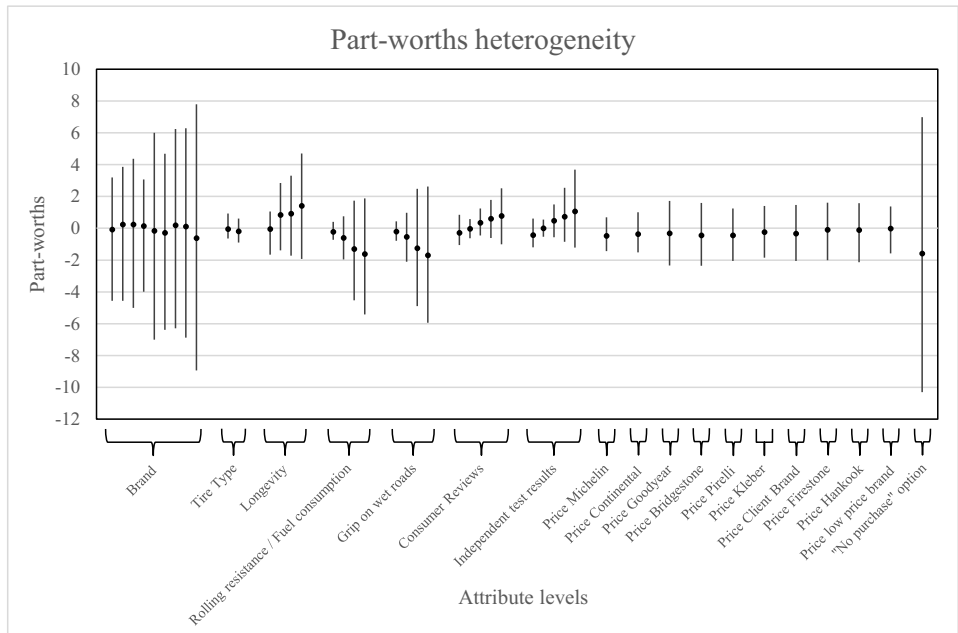 Part-worths heterogeneity
10
8
6
4
2
0
-2
-4
-6
-8
-10
-12
Part-worths
Brand
Tire Type
Longevity
Rolling resistance / Fuel consumption
Grip on wet roads
Consumer Reviews
Independent test results
Price Michelin
Price Continental
Price Goodyear
Price Bridgestone
Price Pirelli
Price Kleber
Price Client Brand
Price Firestone
Price Hankook
Price low price brand
"No purchase" option
Attribute levels